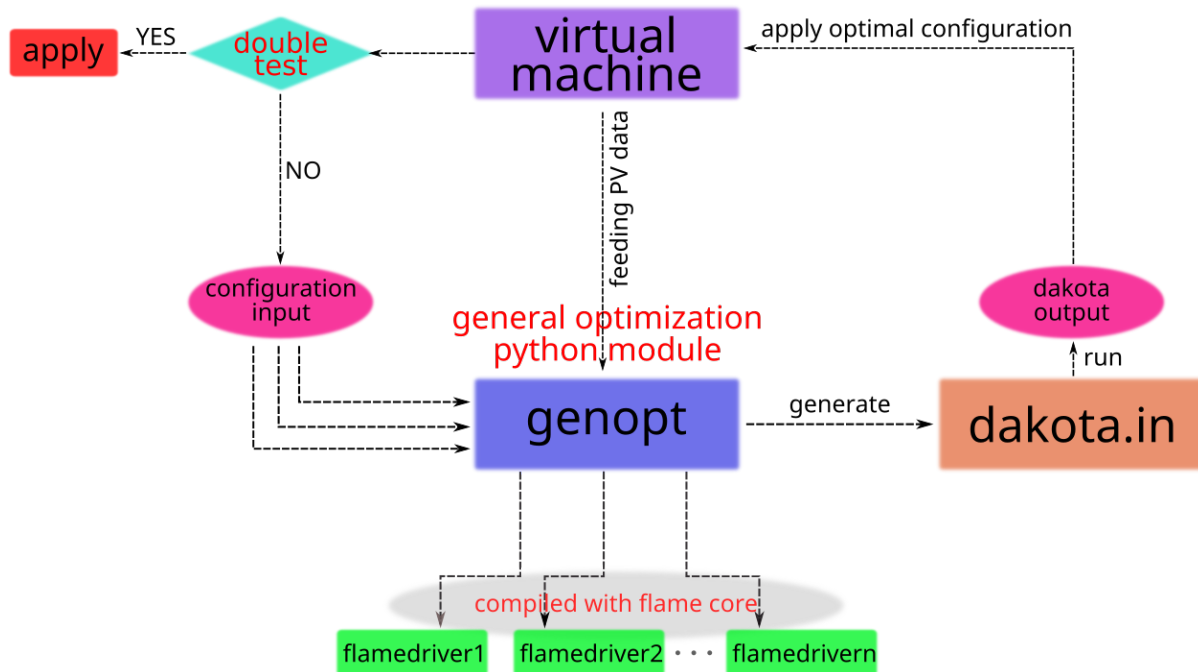 apply
YES
double
test
virtual
machine
apply optimal configuration
NO
feeding PV data
configuration
input
dakota
output
general optimization
python module
run
genopt
generate
dakota.in
compiled with flame core
flamedriver1
flamedriver2
· · ·
flamedrivern